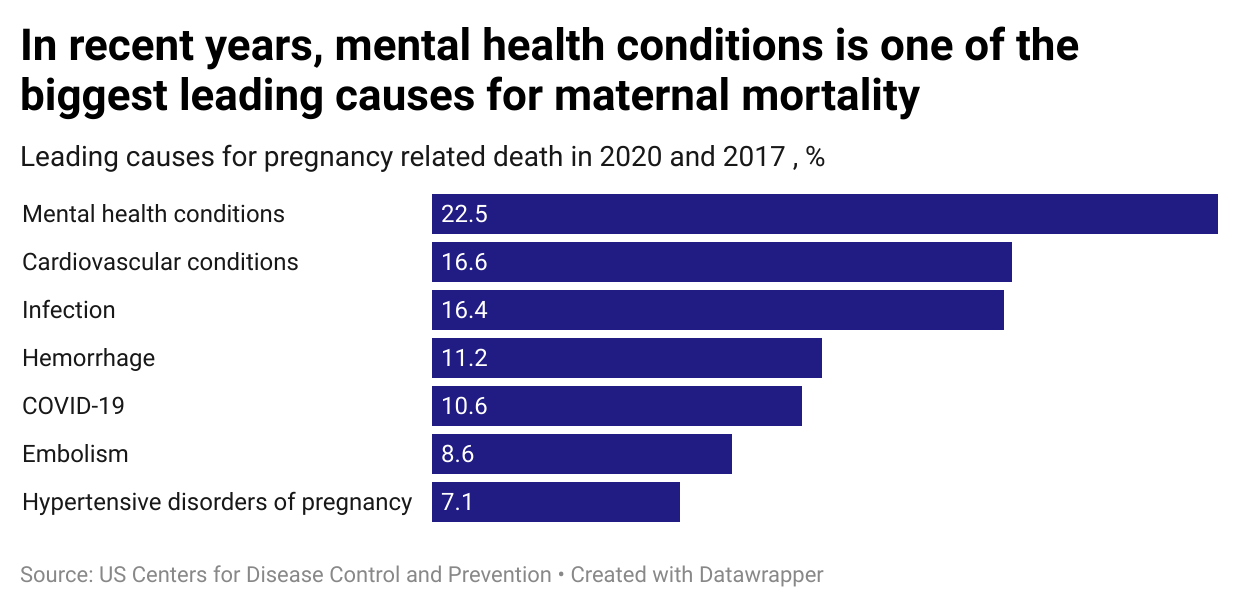 In recent years, mental health conditions is one of the
biggest leading causes for maternal mortality
Leading causes for pregnancy related death in 2020 and 2017 , %
Mental health conditions 22.5
Cardiovascular conditions 16.6
Infection 16.4
Hemorrhage 11.2
COVID-19 10.6
Embolism 8.6
Hypertensive disorders of pregnancy 7.1
Source: US Centers for Disease Control and Prevention • Created with Datawrapper